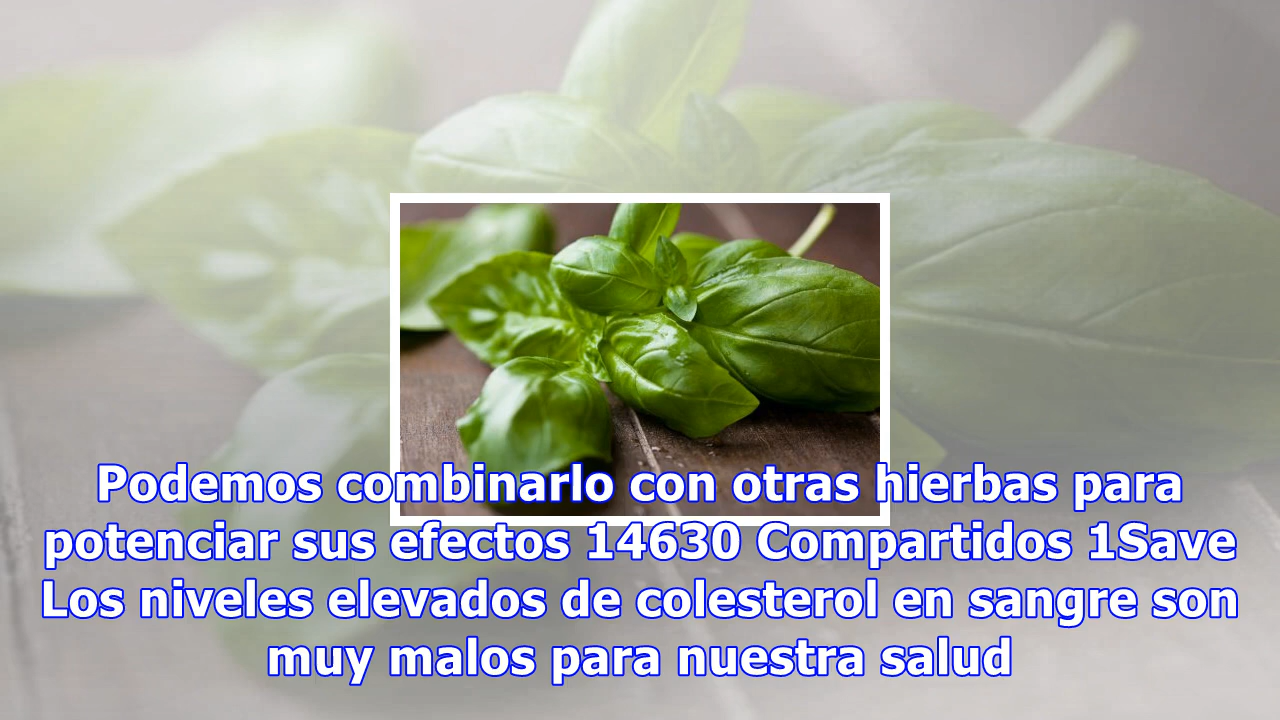 Podemos combinarlo con otras hierbas para
potenciar sus efectos 14630 Compartidos 1Save
Los niveles elevados de colesterol en sangre son
muy malos para nuestra salud